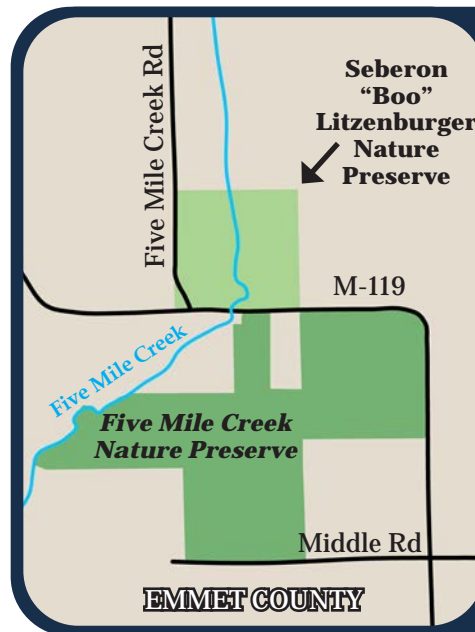 Five Mile Creek Rd
Seberon
“Boo”
Litzenburger
Nature
Preserve
M-119
Five Mile Creek
Five Mile Creek
Nature Preserve
Middle Rd
EMMET COUNTY